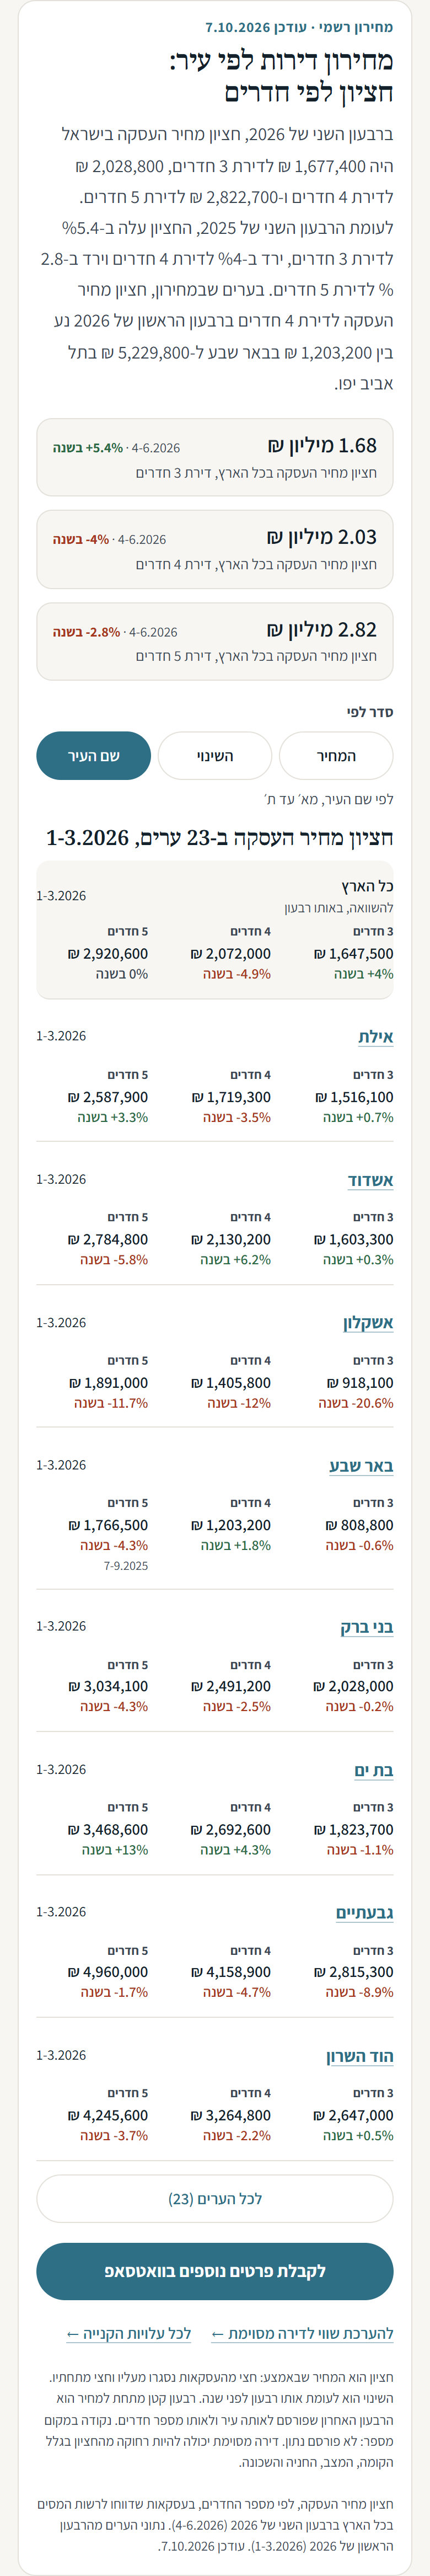 מחירון רשמי · עודכן 7.10.2026
מחירון דירות לפי עיר:
חציון לפי חדרים
ברבעון השני של 2026, חציון מחיר העסקה בישראל
היה 1,677,400 ₪ לדירת 3 חדרים, 2,028,800 ₪
לדירת 4 חדרים ו-2,822,700 ₪ לדירת 5 חדרים.
לעומת הרבעון השני של 2025, החציון עלה ב-5.4%
לדירת 3 חדרים, ירד ב-4% לדירת 4 חדרים וירד ב-2.8
% לדירת 5 חדרים. בערים שבמחירון, חציון מחיר
העסקה לדירת 4 חדרים ברבעון הראשון של 2026 נע
בין 1,203,200 ₪ בבאר שבע ל-5,229,800 ₪ בתל
אביב יפו.
1.68 מיליון ₪
4-6.2026 · +5.4% בשנה
חציון מחיר העסקה בכל הארץ, דירת 3 חדרים
2.03 מיליון ₪
4-6.2026 · -4% בשנה
חציון מחיר העסקה בכל הארץ, דירת 4 חדרים
2.82 מיליון ₪
4-6.2026 · -2.8% בשנה
חציון מחיר העסקה בכל הארץ, דירת 5 חדרים
סדר לפי
המחיר השינוי שם העיר
לפי שם העיר, מא׳ עד ת׳
חציון מחיר העסקה ב-23 ערים, 1-3.2026
כל הארץ 1-3.2026
להשוואה, באותו רבעון
3 חדרים 4 חדרים 5 חדרים
1,647,500 ₪ 2,072,000 ₪ 2,920,600 ₪
+4% בשנה -4.9% בשנה 0% בשנה
אילת 1-3.2026
3 חדרים 4 חדרים 5 חדרים
1,516,100 ₪ 1,719,300 ₪ 2,587,900 ₪
+0.7% בשנה -3.5% בשנה +3.3% בשנה
אשדוד 1-3.2026
3 חדרים 4 חדרים 5 חדרים
1,603,300 ₪ 2,130,200 ₪ 2,784,800 ₪
+0.3% בשנה +6.2% בשנה -5.8% בשנה
אשקלון 1-3.2026
3 חדרים 4 חדרים 5 חדרים
918,100 ₪ 1,405,800 ₪ 1,891,000 ₪
-20.6% בשנה -12% בשנה -11.7% בשנה
באר שבע 1-3.2026
3 חדרים 4 חדרים 5 חדרים
808,800 ₪ 1,203,200 ₪ 1,766,500 ₪
-0.6% בשנה +1.8% בשנה -4.3% בשנה
7-9.2025
בני ברק 1-3.2026
3 חדרים 4 חדרים 5 חדרים
2,028,000 ₪ 2,491,200 ₪ 3,034,100 ₪
-0.2% בשנה -2.5% בשנה -4.3% בשנה
בת ים 1-3.2026
3 חדרים 4 חדרים 5 חדרים
1,823,700 ₪ 2,692,600 ₪ 3,468,600 ₪
-1.1% בשנה +4.3% בשנה +13% בשנה
גבעתיים 1-3.2026
3 חדרים 4 חדרים 5 חדרים
2,815,300 ₪ 4,158,900 ₪ 4,960,000 ₪
-8.9% בשנה -4.7% בשנה -1.7% בשנה
הוד השרון 1-3.2026
3 חדרים 4 חדרים 5 חדרים
2,647,000 ₪ 3,264,800 ₪ 4,245,600 ₪
+0.5% בשנה -2.2% בשנה -3.7% בשנה
לכל הערים (23)
לקבלת פרטים נוספים בוואטסאפ
להערכת שווי לדירה מסוימת ← לכל עלויות הקנייה ←
חציון הוא המחיר שבאמצע: חצי מהעסקאות נסגרו מעליו וחצי מתחתיו.
השינוי הוא לעומת אותו רבעון לפני שנה. רבעון קטן מתחת למחיר הוא
הרבעון האחרון שפורסם לאותה עיר ולאותו מספר חדרים. נקודה במקום
מספר: לא פורסם נתון. דירה מסוימת יכולה להיות רחוקה מהחציון בגלל
הקומה, המצב, החניה והשכונה.
חציון מחיר העסקה, לפי מספר החדרים, בעסקאות שדווחו לרשות המסים
בכל הארץ ברבעון השני של 2026 (4-6.2026). נתוני הערים מהרבעון
הראשון של 2026 (1-3.2026). עודכן 7.10.2026.